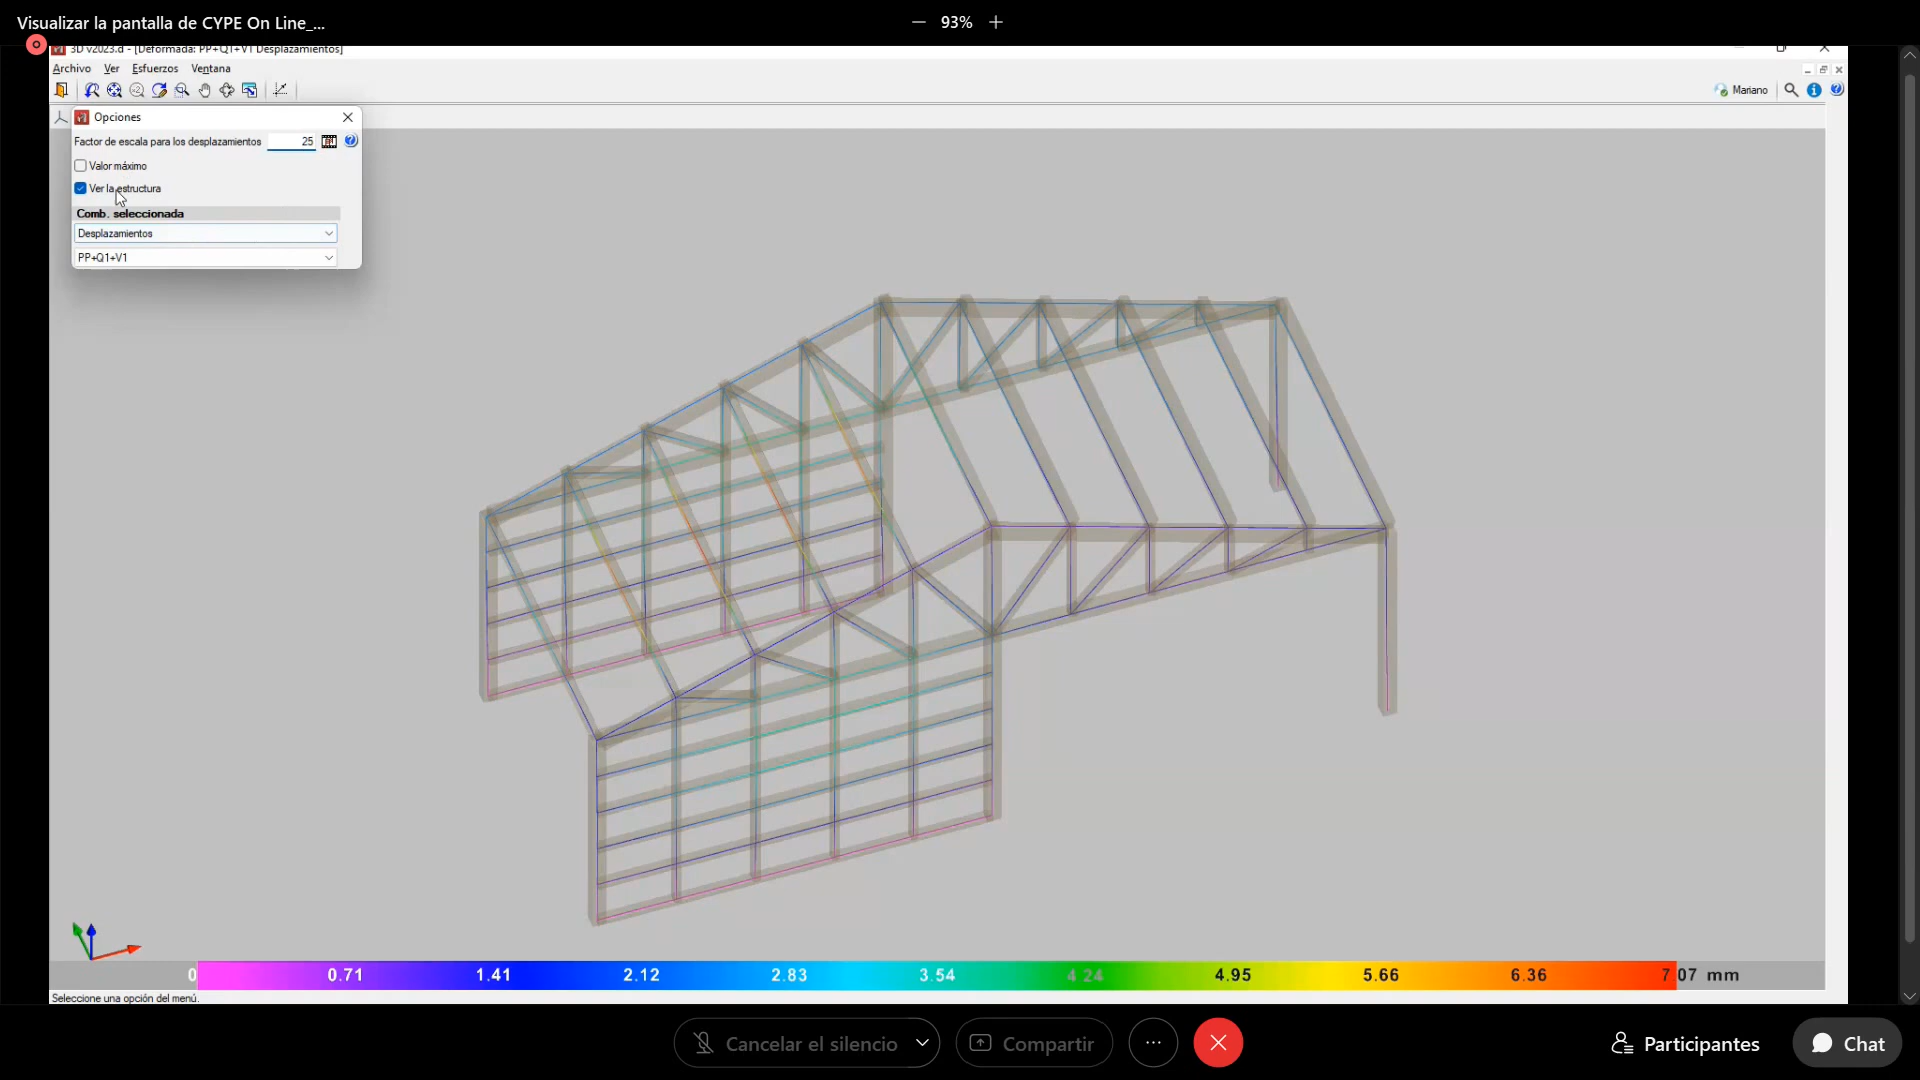 Visualizar la pantalla de CYPE On Line_...
93%
3D v2023.d - [Deformada: PP+Q1+V1 Desplazamientos]
Archivo Ver Esfuerzos Ventana
Mariano
Opciones
Factor de escala para los desplazamientos 25
Valor máximo
Ver la estructura
Comb. seleccionada
Desplazamientos
PP+Q1+V1
0 0.71 1.41 2.12 2.83 3.54 4.24 4.95 5.66 6.36 7.07 mm
Seleccione una opción del menú.
Cancelar el silencio
Compartir
Participantes
Chat